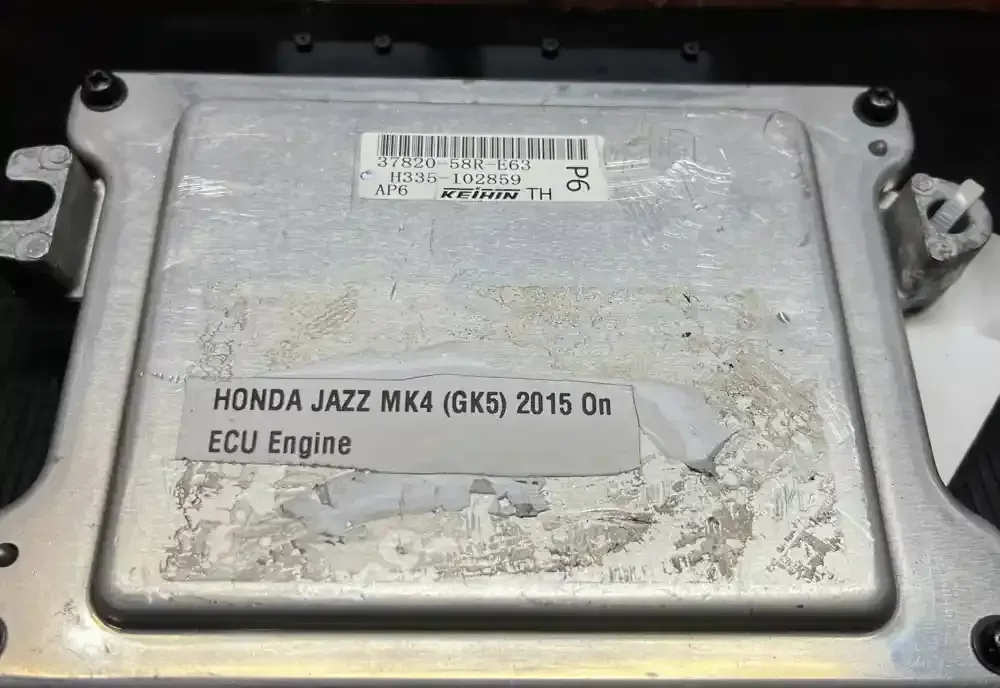 37820-58R-E63
H335-102859
AP6 KEIHIN TH
P6
HONDA JAZZ MK4 (GK5) 2015 On
ECU Engine